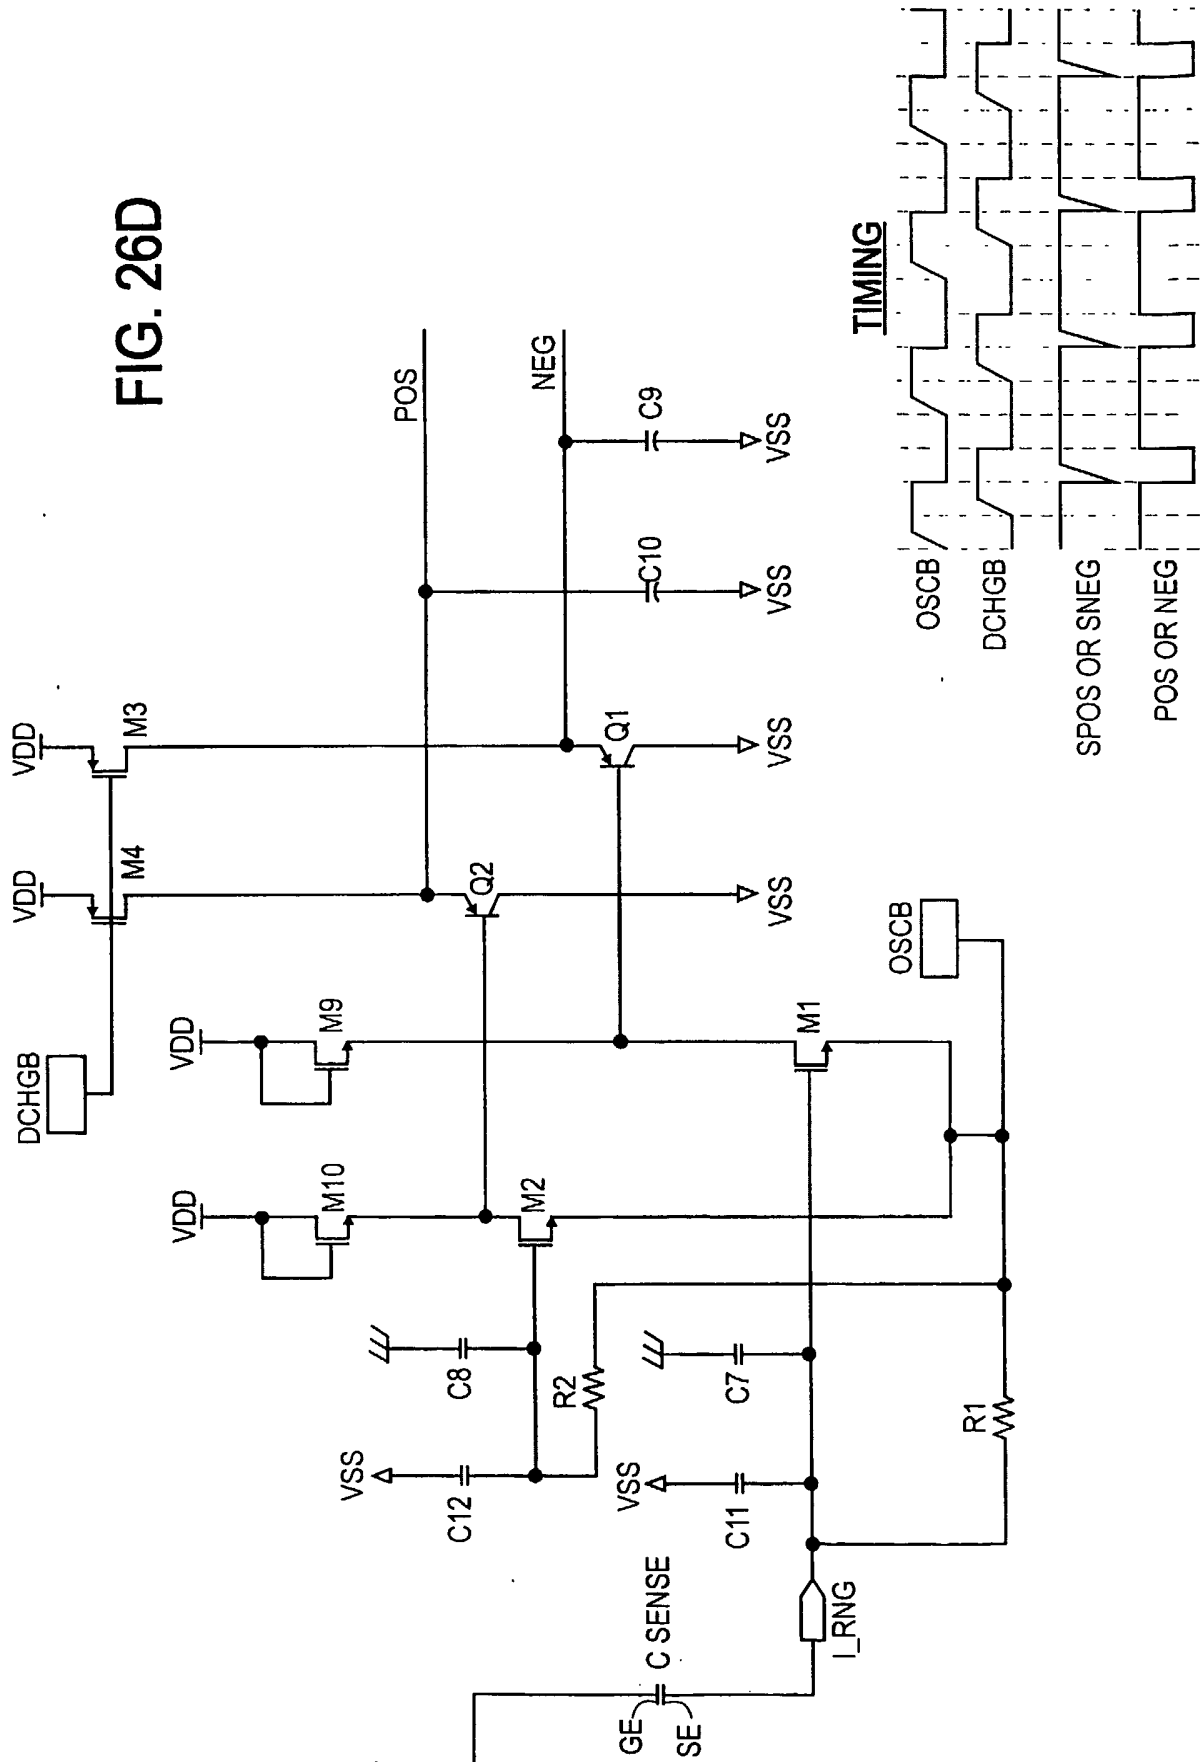 FIG. 26D
DCHGB
VDD
VDD
M4
M3
VDD
VDD
M10
M9
POS
NEG
Q2
Q1
C10
C9
VSS
VSS
VSS
VSS
VSS
C12
C8
M2
R2
VSS
C11
C7
M1
OSCB
R1
GE
SE
C SENSE
I_RNG
TIMING
OSCB
DCHGB
SPOS OR SNEG
POS OR NEG